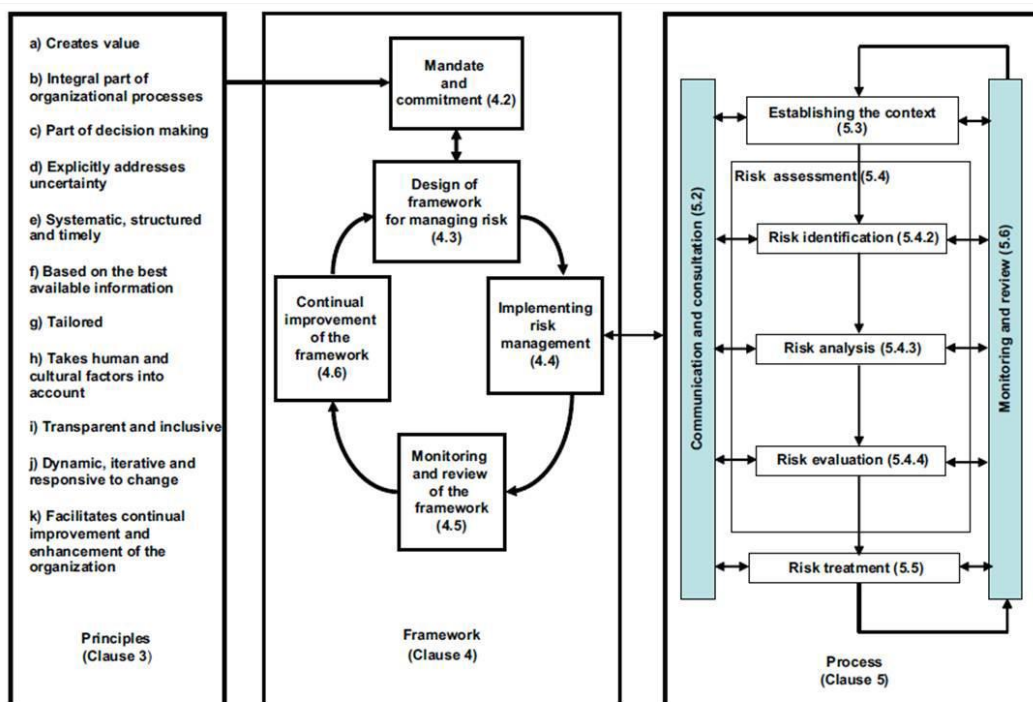 a) Creates value
b) Integral part of
organizational processes
c) Part of decision making
d) Explicitly addresses
uncertainty
e) Systematic, structured
and timely
f) Based on the best
available information
g) Tailored
h) Takes human and
cultural factors into
account
i) Transparent and inclusive
j) Dynamic, iterative and
responsive to change
k) Facilitates continual
improvement and
enhancement of the
organization
Principles
(Clause 3)
Mandate
and
commitment (4.2)
Design of
framework
for managing risk
(4.3)
Implementing
risk
management
(4.4)
Monitoring
and review
of the
framework
(4.5)
Continual
improvement
of the
framework
(4.6)
Framework
(Clause 4)
Communication and consultation (5.2)
Establishing the context
(5.3)
Risk assessment (5.4)
Risk identification (5.4.2)
Risk analysis (5.4.3)
Risk evaluation (5.4.4)
Risk treatment (5.5)
Monitoring and review (5.6)
Process
(Clause 5)